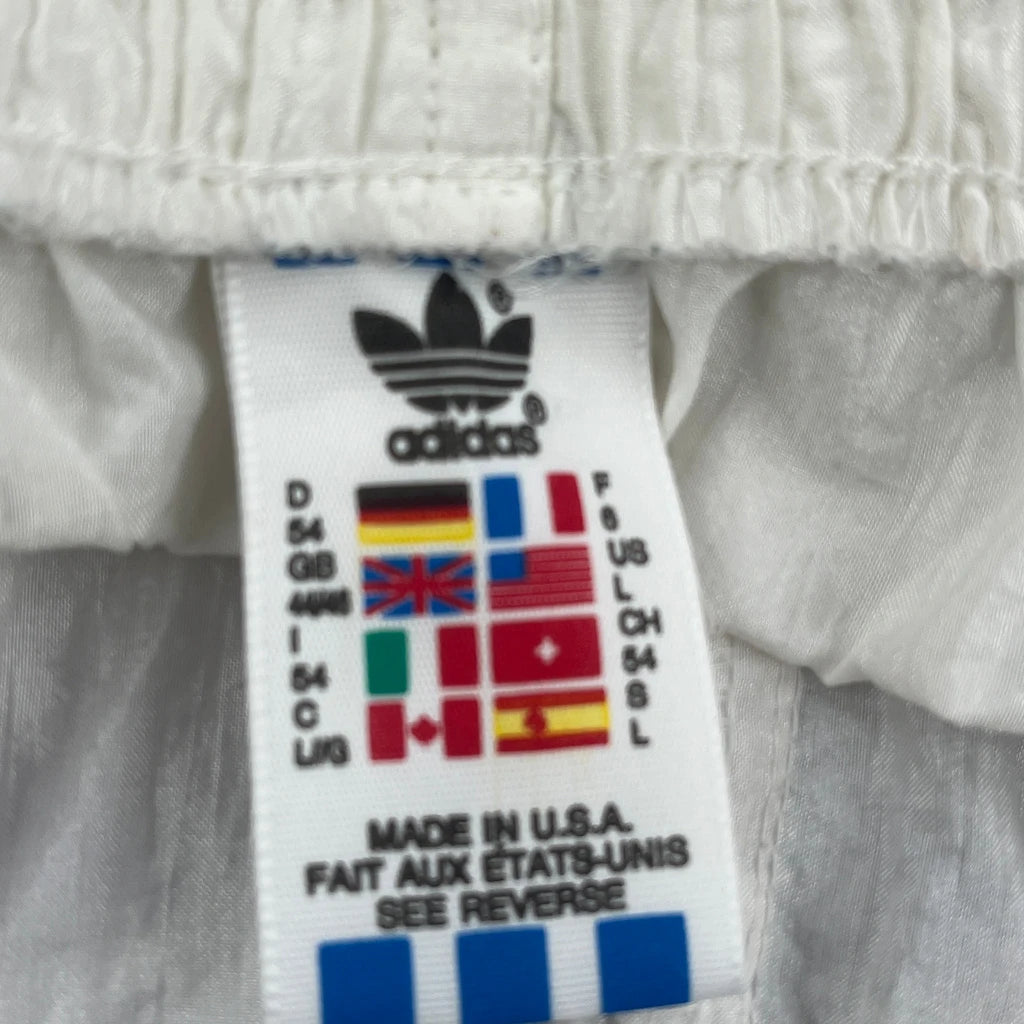 ®
adidas®
D F
54 6
GB US
44/46 L
I CH
54 54
C S
L/G L
MADE IN U.S.A.
FAIT AUX ÉTATS-UNIS
SEE REVERSE